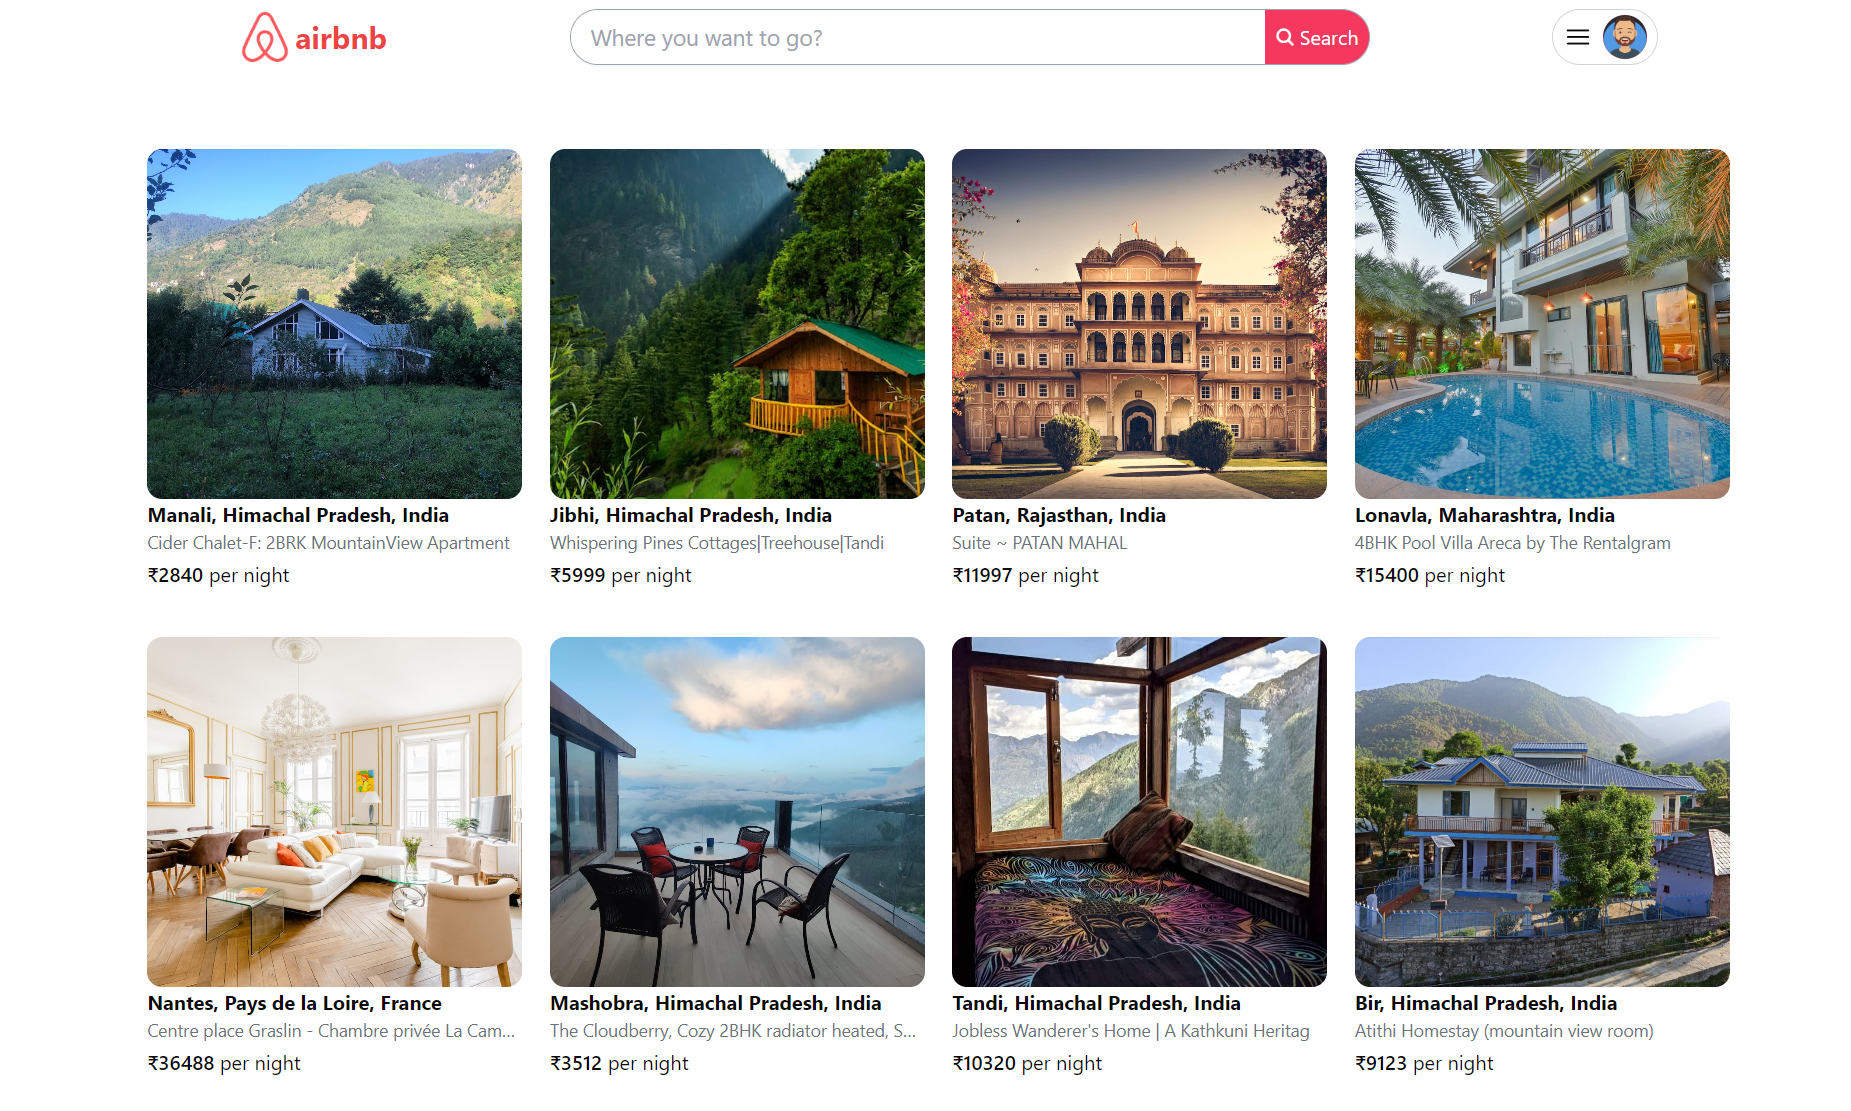 airbnb
Where you want to go?
Search
Manali, Himachal Pradesh, India
Cider Chalet-F: 2BRK MountainView Apartment
₹2840 per night
Jibhi, Himachal Pradesh, India
Whispering Pines Cottages|Treehouse|Tandi
₹5999 per night
Patan, Rajasthan, India
Suite ~ PATAN MAHAL
₹11997 per night
Lonavla, Maharashtra, India
4BHK Pool Villa Areca by The Rentalgram
₹15400 per night
Nantes, Pays de la Loire, France
Centre place Graslin - Chambre privée La Cam...
₹36488 per night
Mashobra, Himachal Pradesh, India
The Cloudberry, Cozy 2BHK radiator heated, S...
₹3512 per night
Tandi, Himachal Pradesh, India
Jobless Wanderer's Home | A Kathkuni Heritag
₹10320 per night
Bir, Himachal Pradesh, India
Atithi Homestay (mountain view room)
₹9123 per night